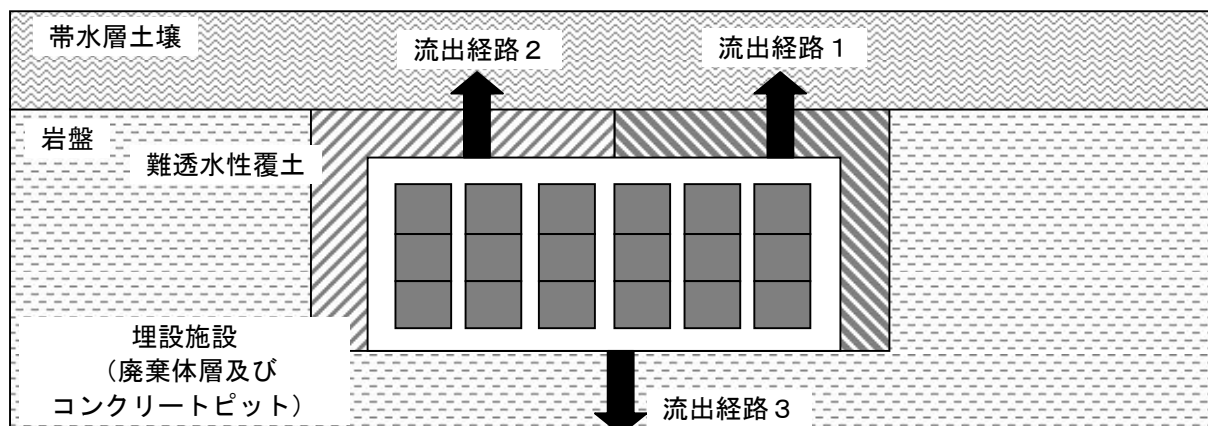 帯水層土壌
流出経路２
流出経路１
岩盤
難透水性覆土
埋設施設
（廃棄体層及び
コンクリートピット）
流出経路３